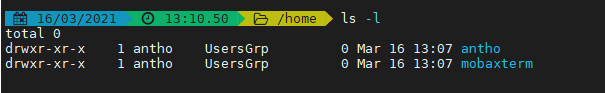 16/03/2021 13:10.50 /home ls -l
total 0
drwxr-xr-x 1 antho UsersGrp 0 Mar 16 13:07 antho
drwxr-xr-x 1 antho UsersGrp 0 Mar 16 13:07 mobaxterm